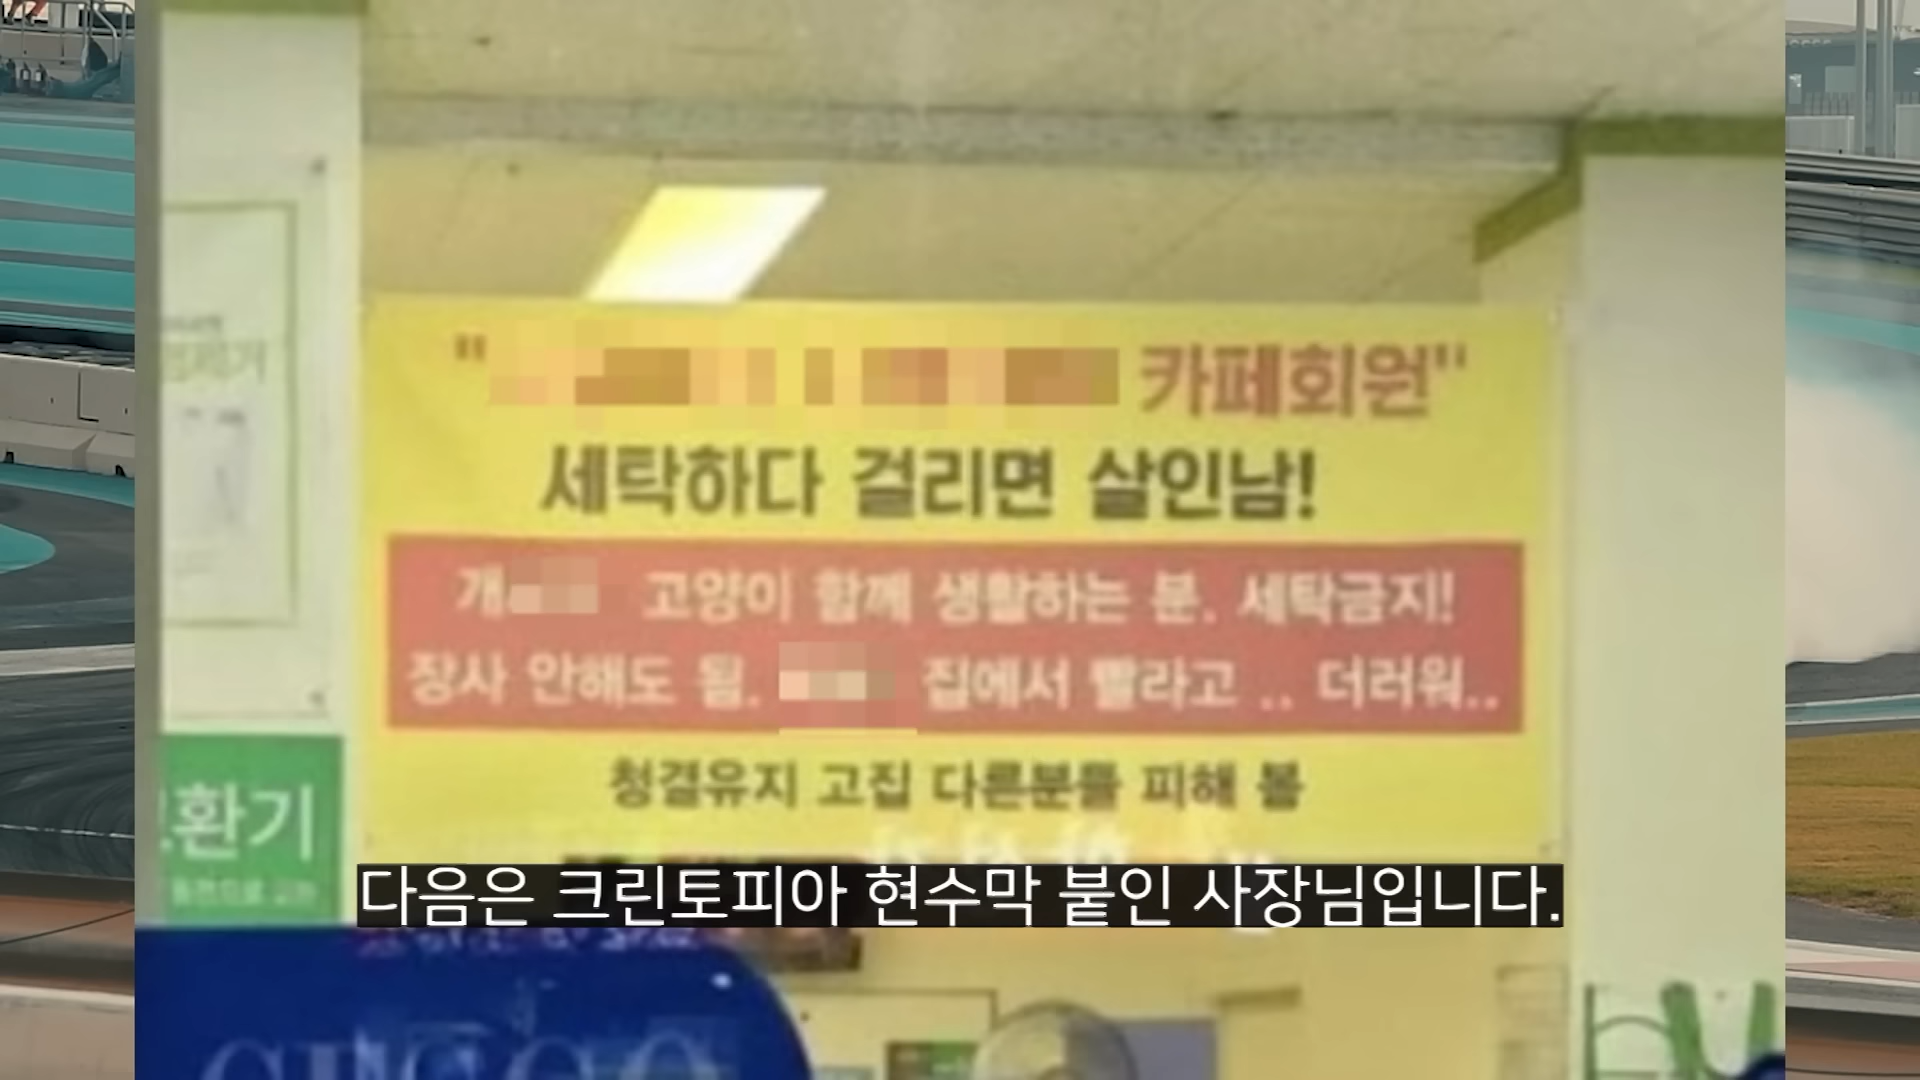 " 카페회원"
세탁하다 걸리면 살인남!
개 고양이 함께 생활하는 분. 세탁금지!
장사 안해도 됨. 집에서 빨라고 .. 더러워..
청결유지 고집 다른분들 피해 봄
환기
다음은 크린토피아 현수막 붙인 사장님입니다.